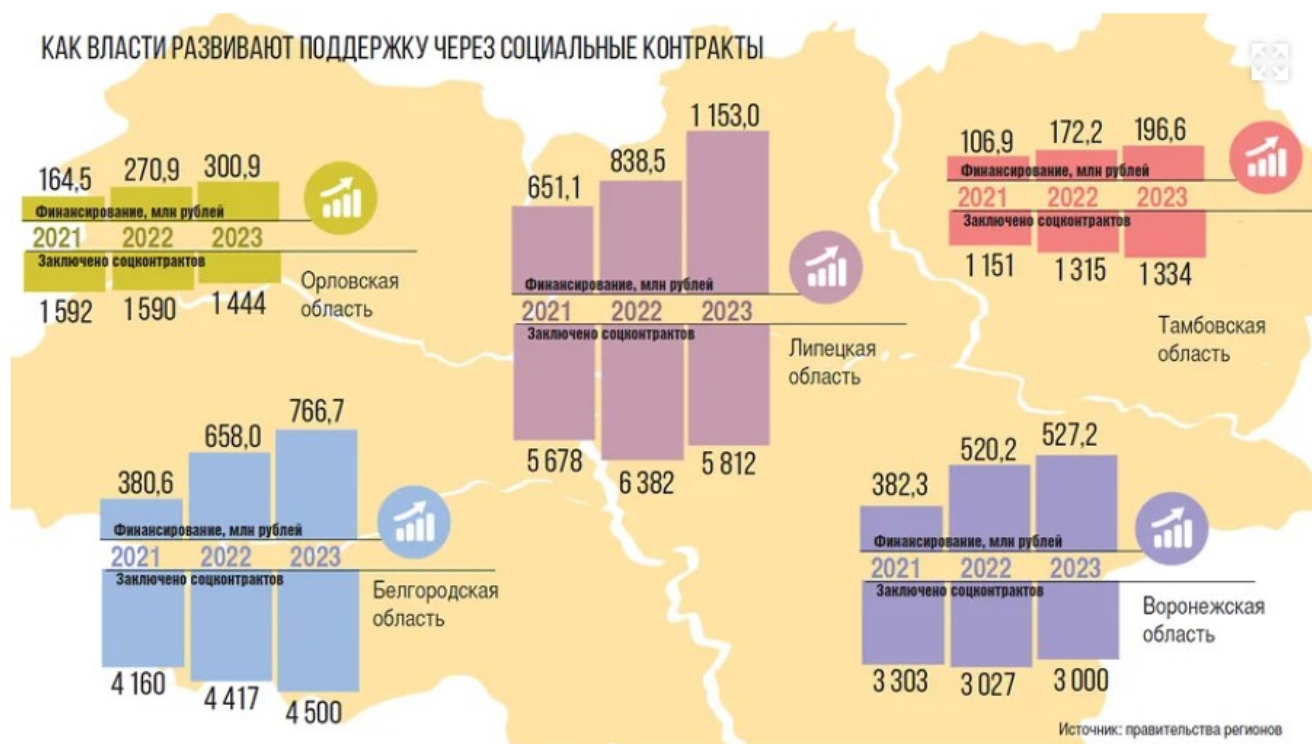 КАК ВЛАСТИ РАЗВИВАЮТ ПОДДЕРЖКУ ЧЕРЕЗ СОЦИАЛЬНЫЕ КОНТРАКТЫ
164,5 270,9 300,9
Финансирование, млн рублей
2021 2022 2023
Заключено соцконтрактов
1 592 1 590 1 444
Орловская
область
651,1 838,5 1 153,0
Финансирование, млн рублей
2021 2022 2023
Заключено соцконтрактов
5 678 6 382 5 812
Липецкая
область
106,9 172,2 196,6
Финансирование, млн рублей
2021 2022 2023
Заключено соцконтрактов
1 151 1 315 1 334
Тамбовская
область
380,6 658,0 766,7
Финансирование, млн рублей
2021 2022 2023
Заключено соцконтрактов
4 160 4 417 4 500
Белгородская
область
382,3 520,2 527,2
Финансирование, млн рублей
2021 2022 2023
Заключено соцконтрактов
3 303 3 027 3 000
Воронежская
область
Источник: правительства регионов